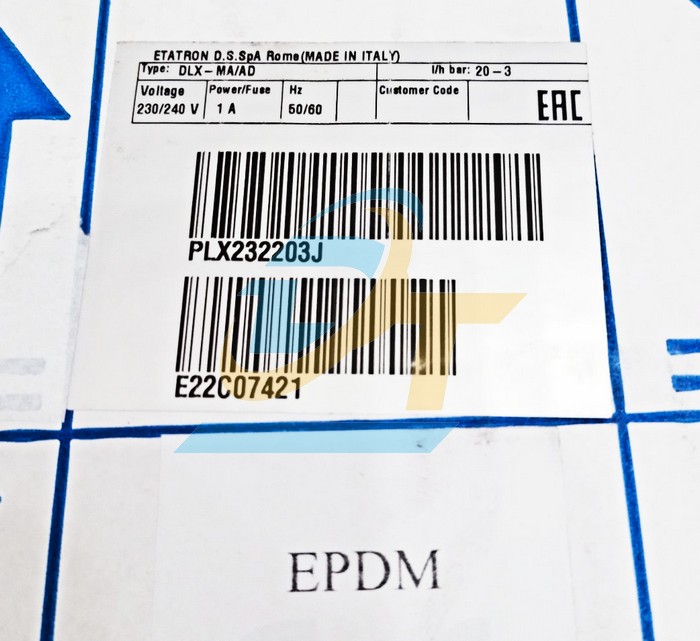 ETATRON D.S.SpA Rome(MADE IN ITALY)
Type: DLX-MA/AD l/h bar: 20-3
Voltage Power/Fuse Hz Customer Code
230/240 V 1 A 50/60 EAC
PLX232203J
E22C07421
EPDM